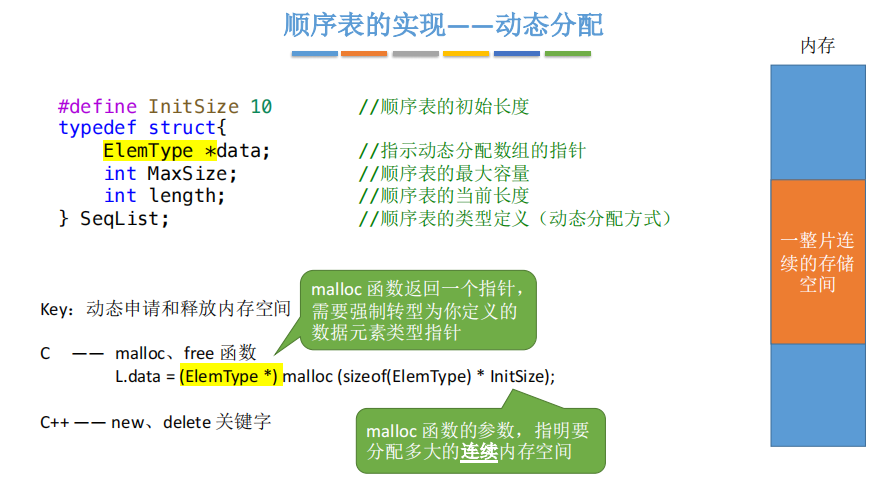 顺序表的实现——动态分配
内存
#define InitSize 10 //顺序表的初始长度
typedef struct{
ElemType *data; //指示动态分配数组的指针
int MaxSize; //顺序表的最大容量
int length; //顺序表的当前长度
} SeqList; //顺序表的类型定义（动态分配方式）
一整片连
续的存储
空间
malloc 函数返回一个指针，
需要强制转型为你定义的
数据元素类型指针
Key：动态申请和释放内存空间
C —— malloc、free 函数
L.data = (ElemType *) malloc (sizeof(ElemType) * InitSize);
C++ —— new、delete 关键字
malloc 函数的参数，指明要
分配多大的连续内存空间